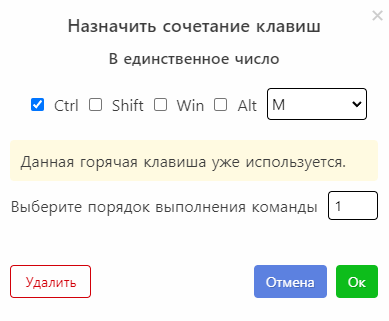 Назначить сочетание клавиш
В единственное число
Ctrl Shift Win Alt M
Данная горячая клавиша уже используется.
Выберите порядок выполнения команды 1
Удалить Отмена Ок